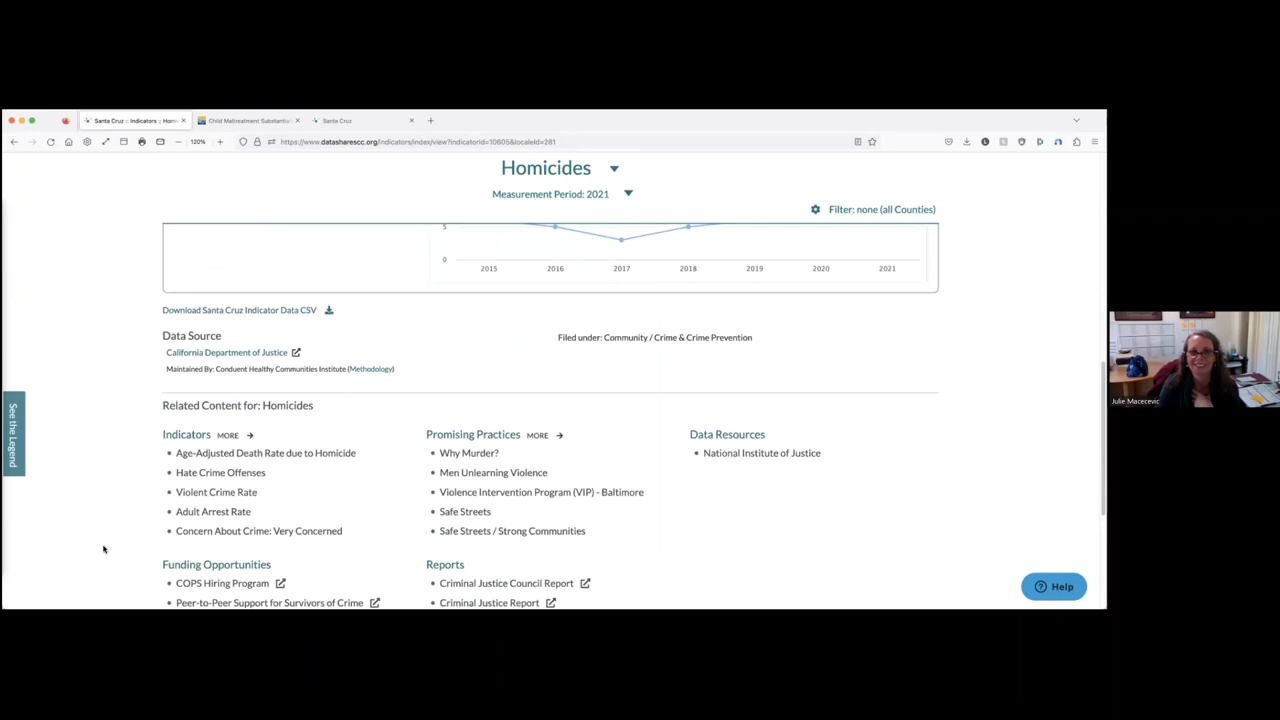 Santa Cruz :: Indicators :: Homi
Child Maltreatment Substantia
Santa Cruz
120%
https://www.datasharescc.org/indicators/index/view?indicatorId=10605&localeId=281
Homicides
Measurement Period: 2021
Filter: none (all Counties)
5
0
2015 2016 2017 2018 2019 2020 2021
Download Santa Cruz Indicator Data CSV
Data Source
Filed under: Community / Crime & Crime Prevention
California Department of Justice
Maintained By: Conduent Healthy Communities Institute (Methodology)
See the Legend
Related Content for: Homicides
Indicators MORE
Age-Adjusted Death Rate due to Homicide
Hate Crime Offenses
Violent Crime Rate
Adult Arrest Rate
Concern About Crime: Very Concerned
Promising Practices MORE
Why Murder?
Men Unlearning Violence
Violence Intervention Program (VIP) - Baltimore
Safe Streets
Safe Streets / Strong Communities
Data Resources
National Institute of Justice
Funding Opportunities
COPS Hiring Program
Peer-to-Peer Support for Survivors of Crime
Reports
Criminal Justice Council Report
Criminal Justice Report
Help
Julie Macecevic